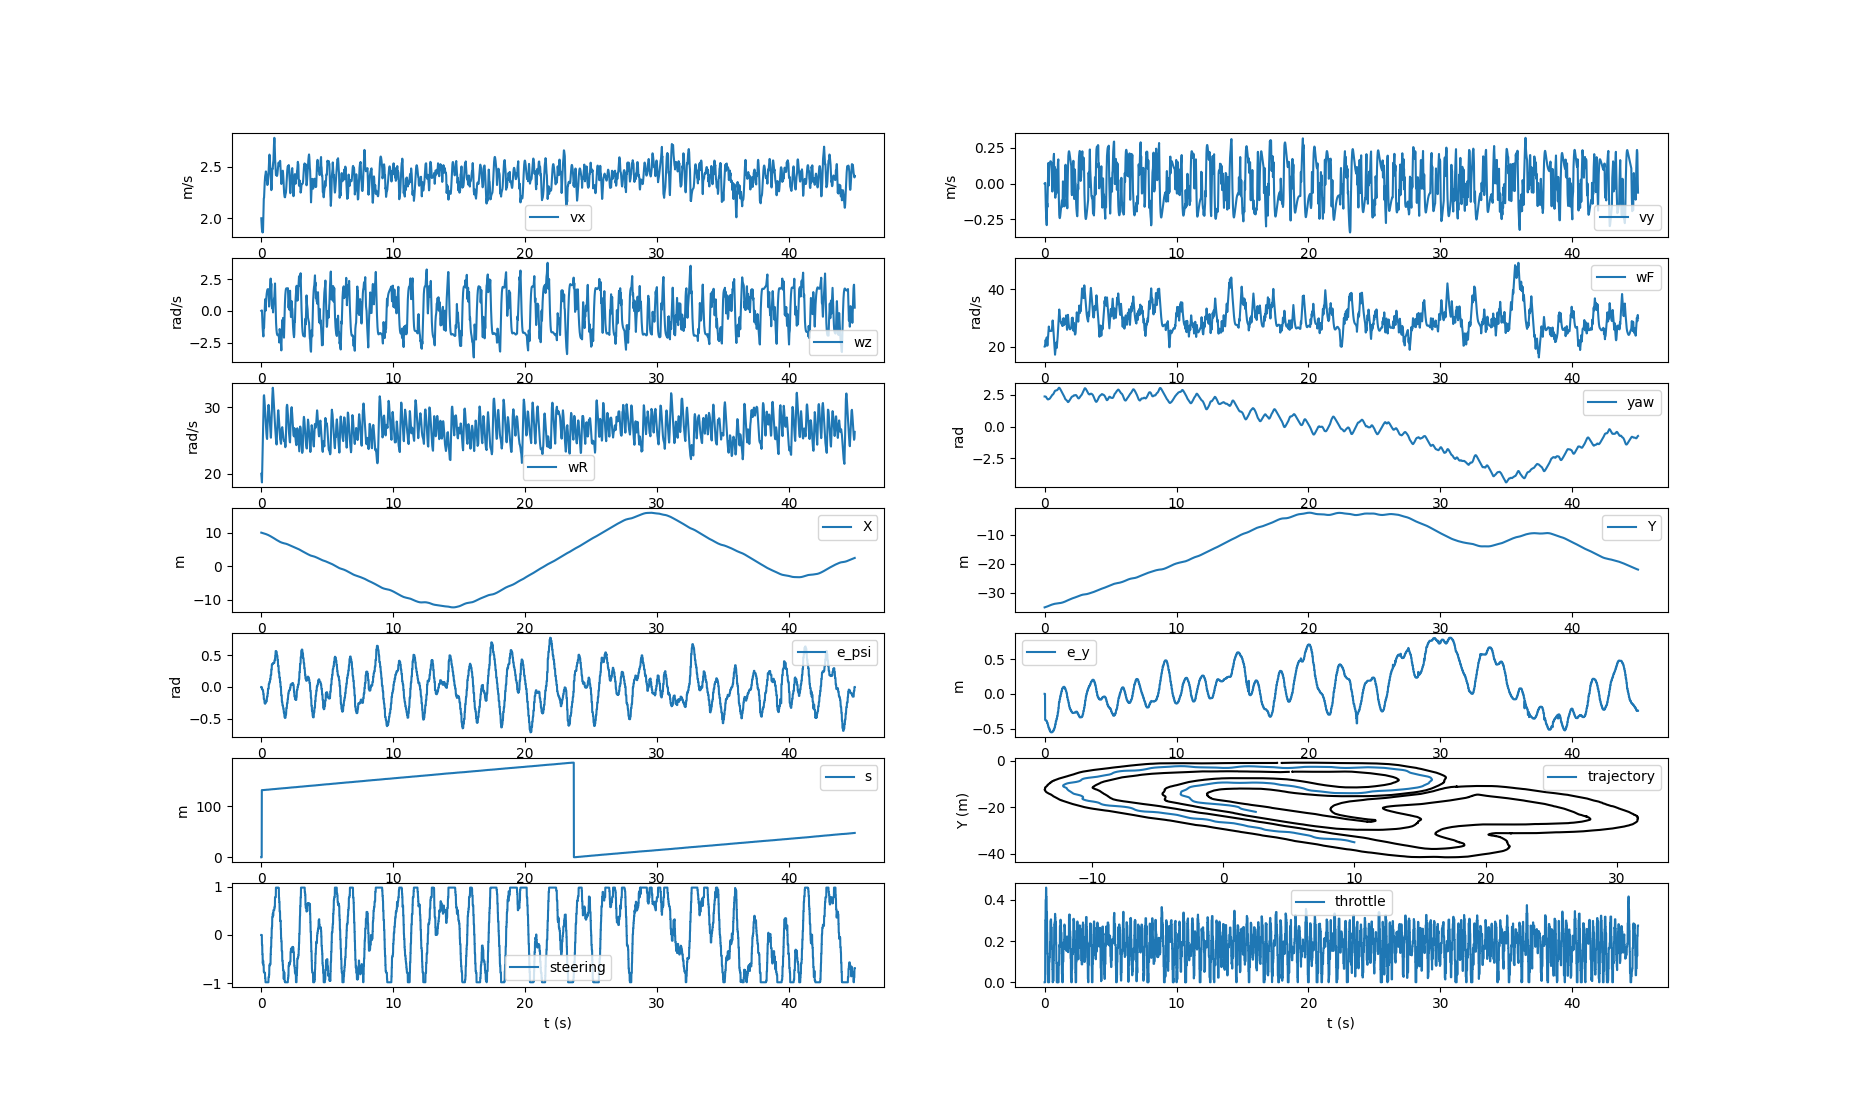 2.5
2.0
m/s
vx
0 10 20 30 40
0.25
0.00
−0.25
m/s
vy
0 10 20 30 40
2.5
0.0
−2.5
rad/s
wz
0 10 20 30 40
40
20
rad/s
wF
0 10 20 30 40
30
20
rad/s
wR
0 10 20 30 40
2.5
0.0
−2.5
rad
yaw
0 10 20 30 40
10
0
−10
m
X
0 10 20 30 40
−10
−20
−30
m
Y
0 10 20 30 40
0.5
0.0
−0.5
rad
e_psi
0 10 20 30 40
0.5
0.0
−0.5
m
e_y
0 10 20 30 40
100
0
m
s
0 10 20 30 40
0
−20
−40
Y (m)
trajectory
−10 0 10 20 30
1
0
−1
steering
0 10 20 30 40
t (s)
0.4
0.2
0.0
throttle
0 10 20 30 40
t (s)